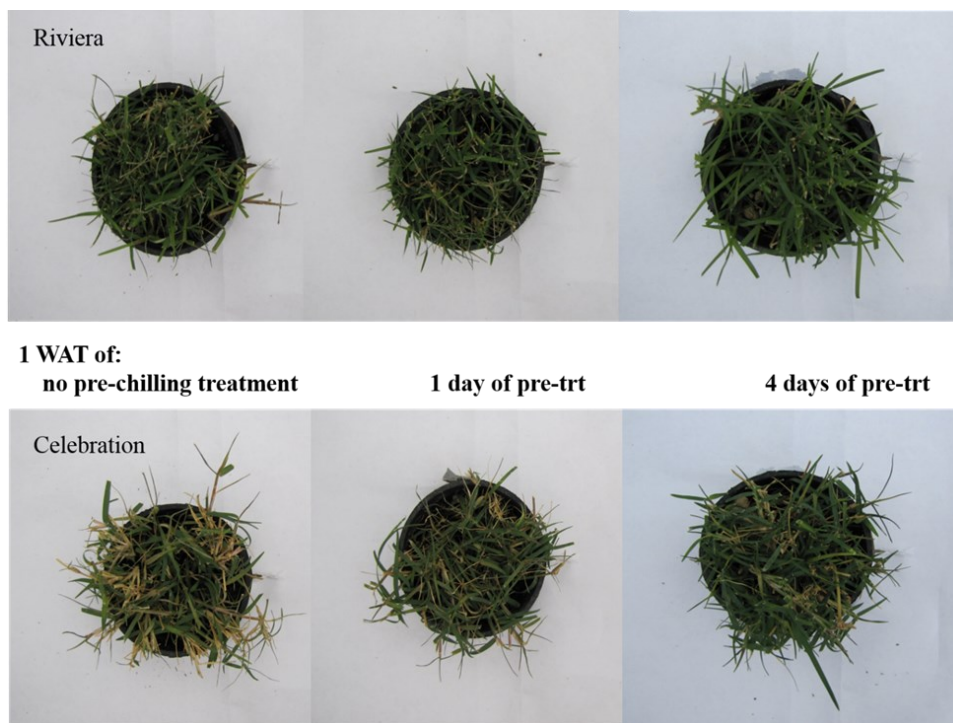 Riviera
1 WAT of:
no pre-chilling treatment 1 day of pre-trt 4 days of pre-trt
Celebration